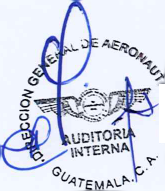 DIRECCION GENERAL DE AERONAUT
AUDITORIA
INTERNA
GUATEMALA, C. A.